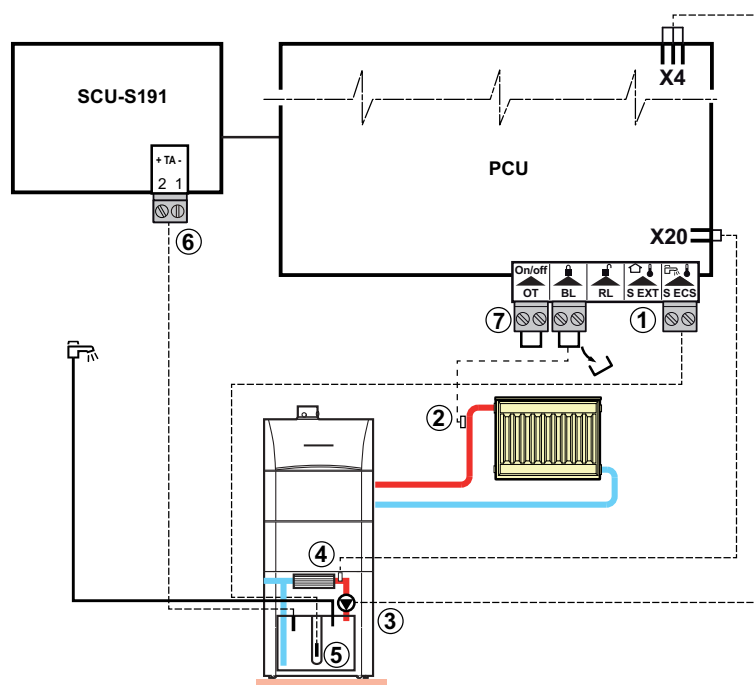 X4
SCU-S191
PCU
+ TA -
2 1
6
X20
On/off
OT BL RL S EXT S ECS
7
1
2
4
3
5